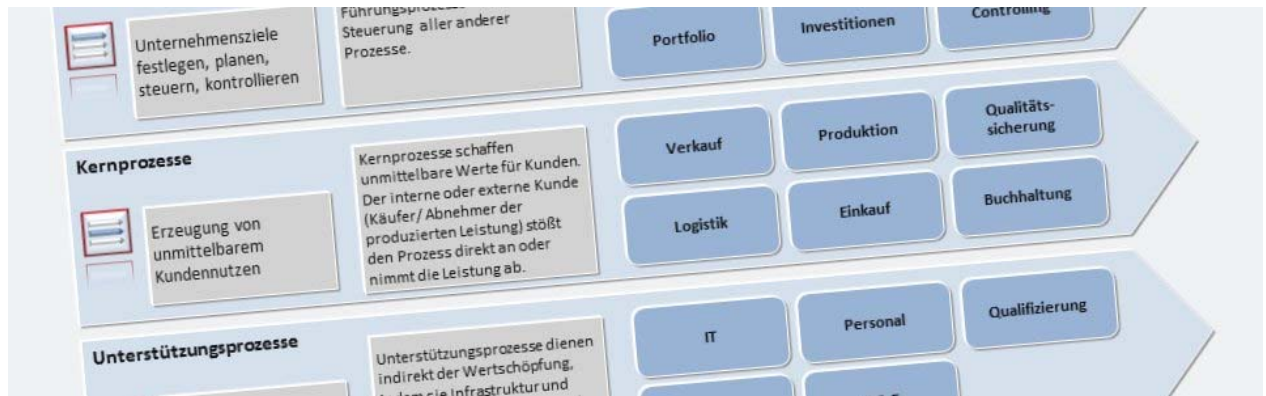 Unternehmensziele
festlegen, planen,
steuern, kontrollieren
Steuerung aller anderer
Prozesse.
Portfolio
Investitionen
Controlling
Kernprozesse
Erzeugung von
unmittelbarem
Kundennutzen
Kernprozesse schaffen
unmittelbare Werte für Kunden.
Der interne oder externe Kunde
(Käufer/ Abnehmer der
produzierten Leistung) stößt
den Prozess direkt an oder
nimmt die Leistung ab.
Verkauf
Produktion
Qualitäts-
sicherung
Logistik
Einkauf
Buchhaltung
Unterstützungsprozesse
Unterstützungsprozesse dienen
indirekt der Wertschöpfung,
sie Infrastruktur und
IT
Personal
Qualifizierung